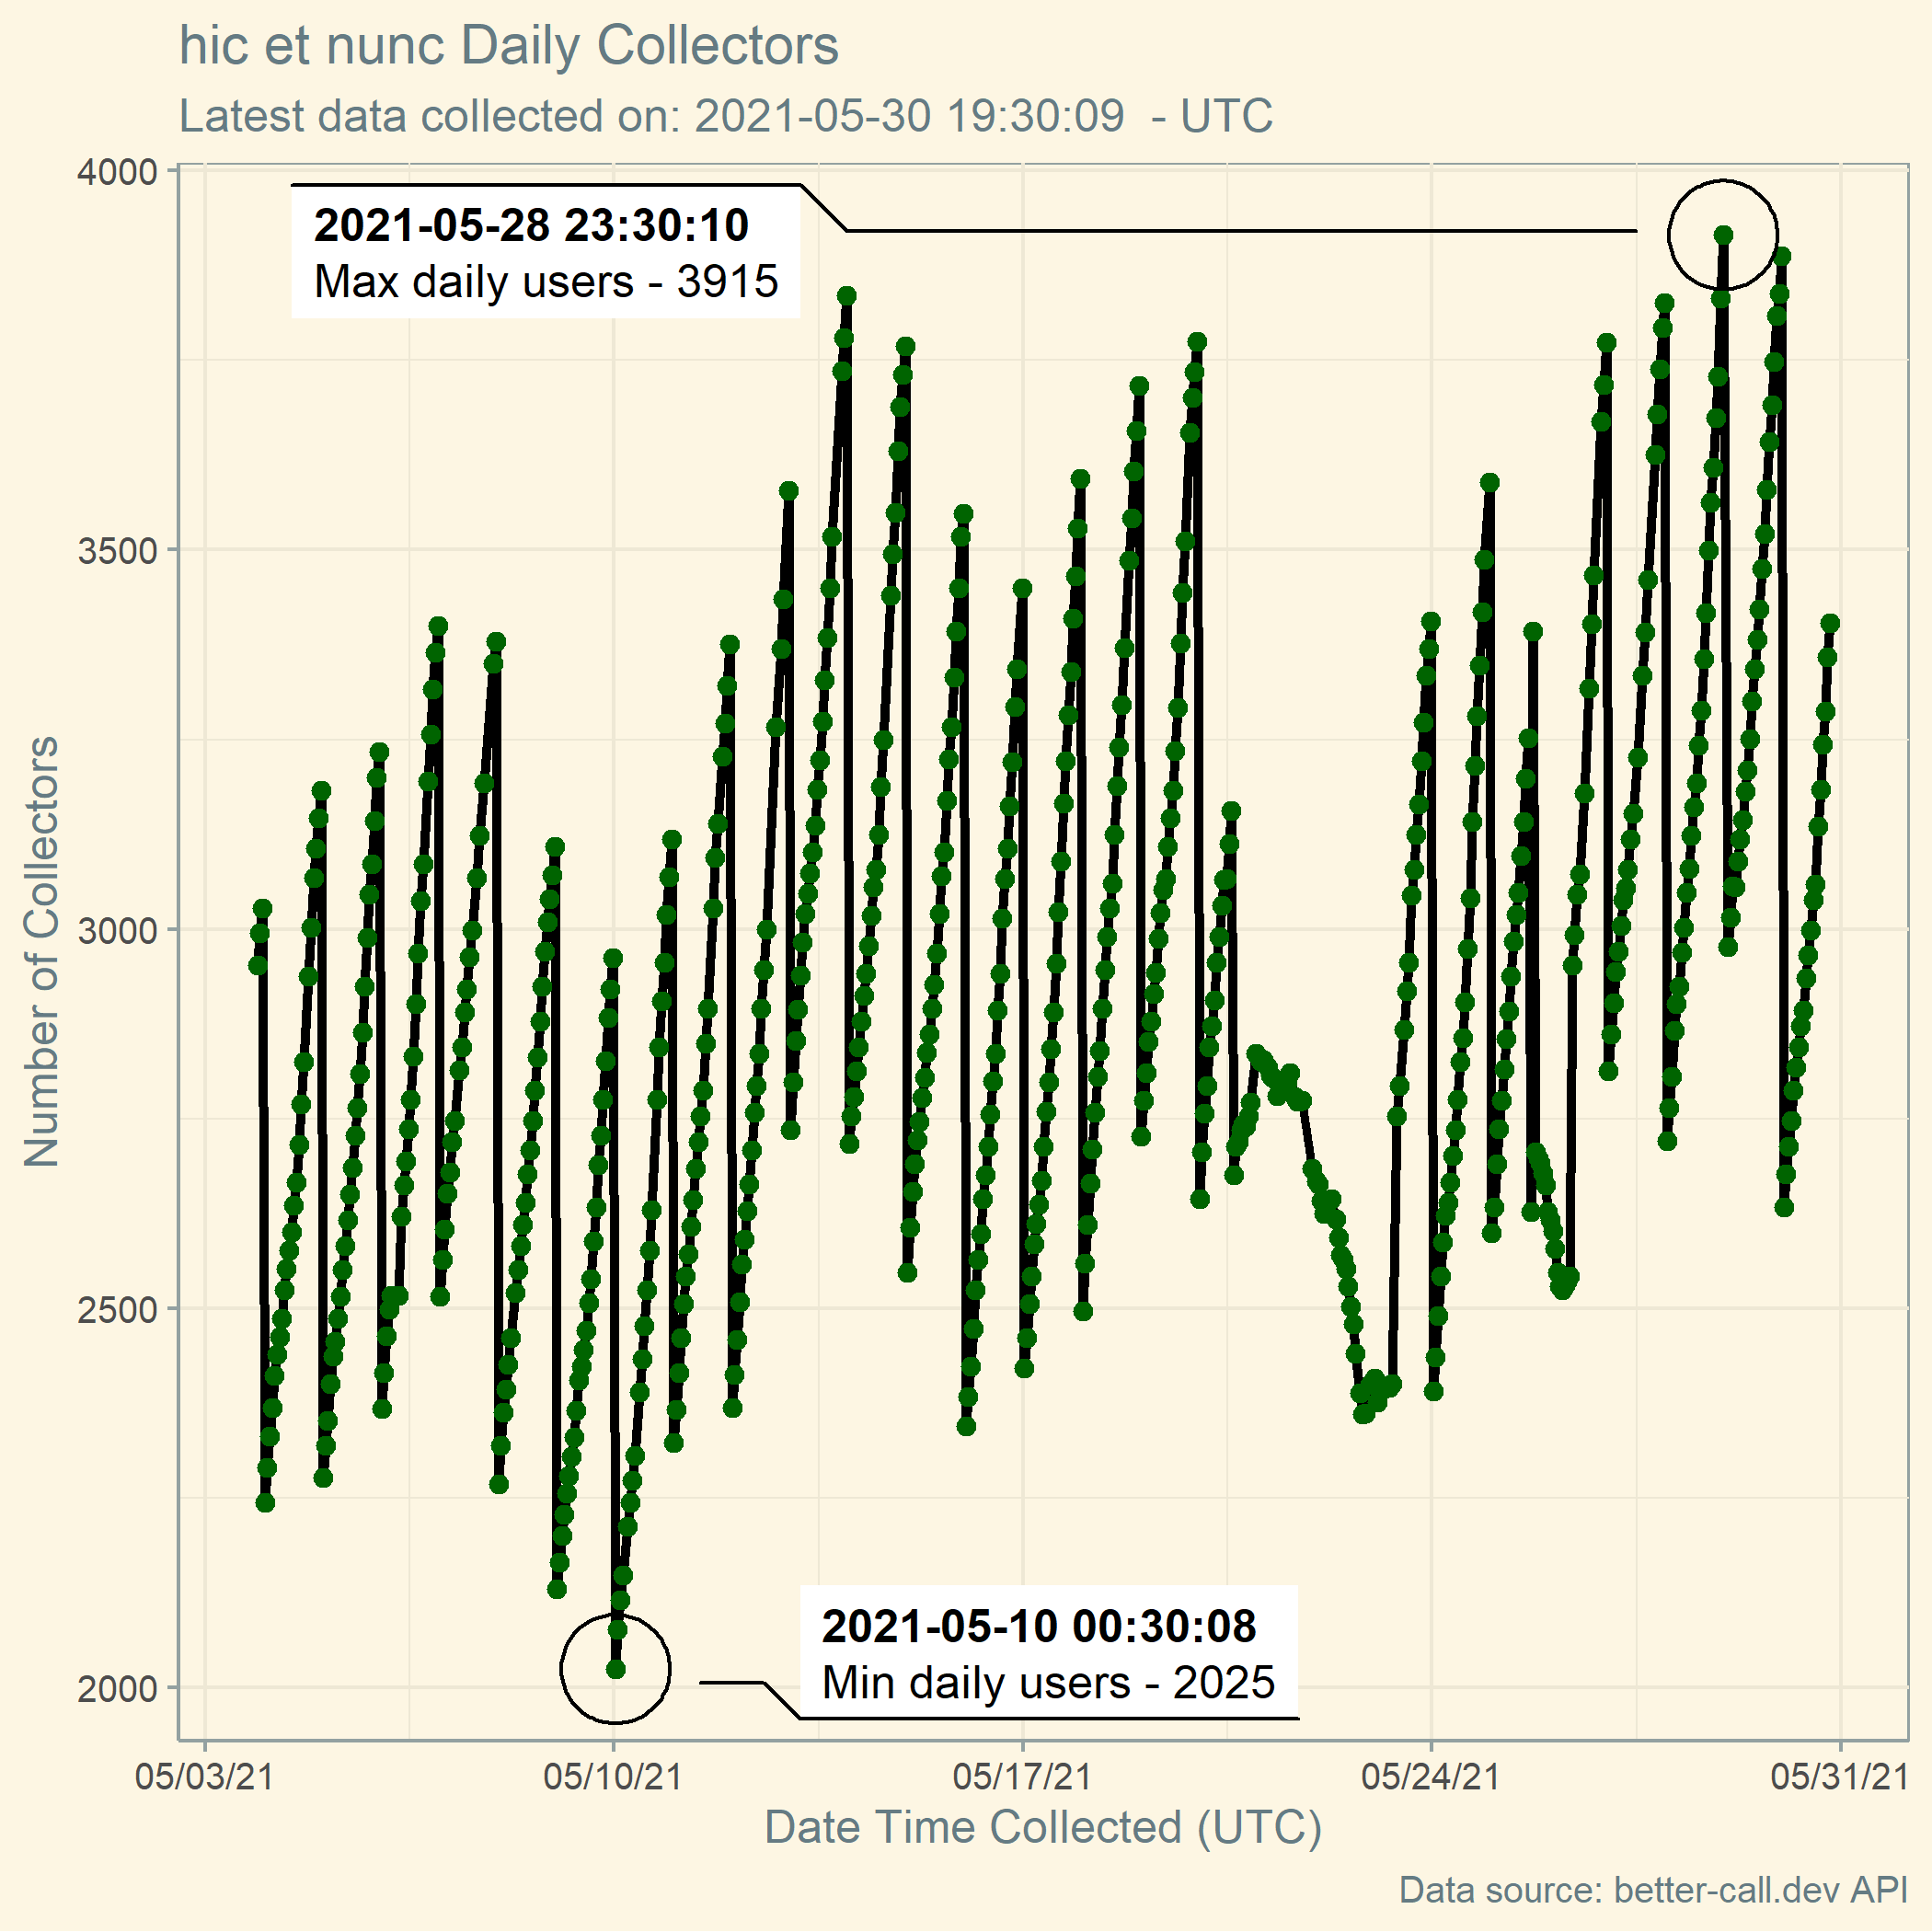 hic et nunc Daily Collectors
Latest data collected on: 2021-05-30 19:30:09  - UTC
4000
3500
3000
2500
2000
Number of Collectors
2021-05-28 23:30:10
Max daily users - 3915
2021-05-10 00:30:08
Min daily users - 2025
05/03/21 05/10/21 05/17/21 05/24/21 05/31/21
Date Time Collected (UTC)
Data source: better-call.dev API